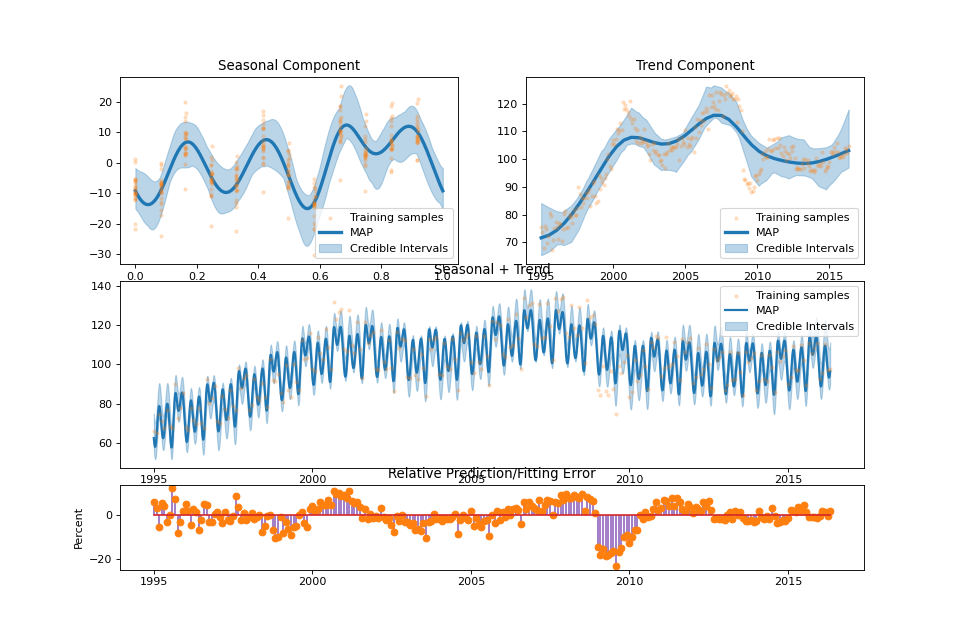 Seasonal Component
20
10
0
−10
−20
−30
0.0 0.2 0.4 0.6 0.8 1.0
Training samples
MAP
Credible Intervals
Trend Component
120
110
100
90
80
70
1995 2000 2005 2010 2015
Training samples
MAP
Credible Intervals
Seasonal + Trend
140
120
100
80
60
1995 2000 2005 2010 2015
Training samples
MAP
Credible Intervals
Relative Prediction/Fitting Error
Percent
0
−20
1995 2000 2005 2010 2015